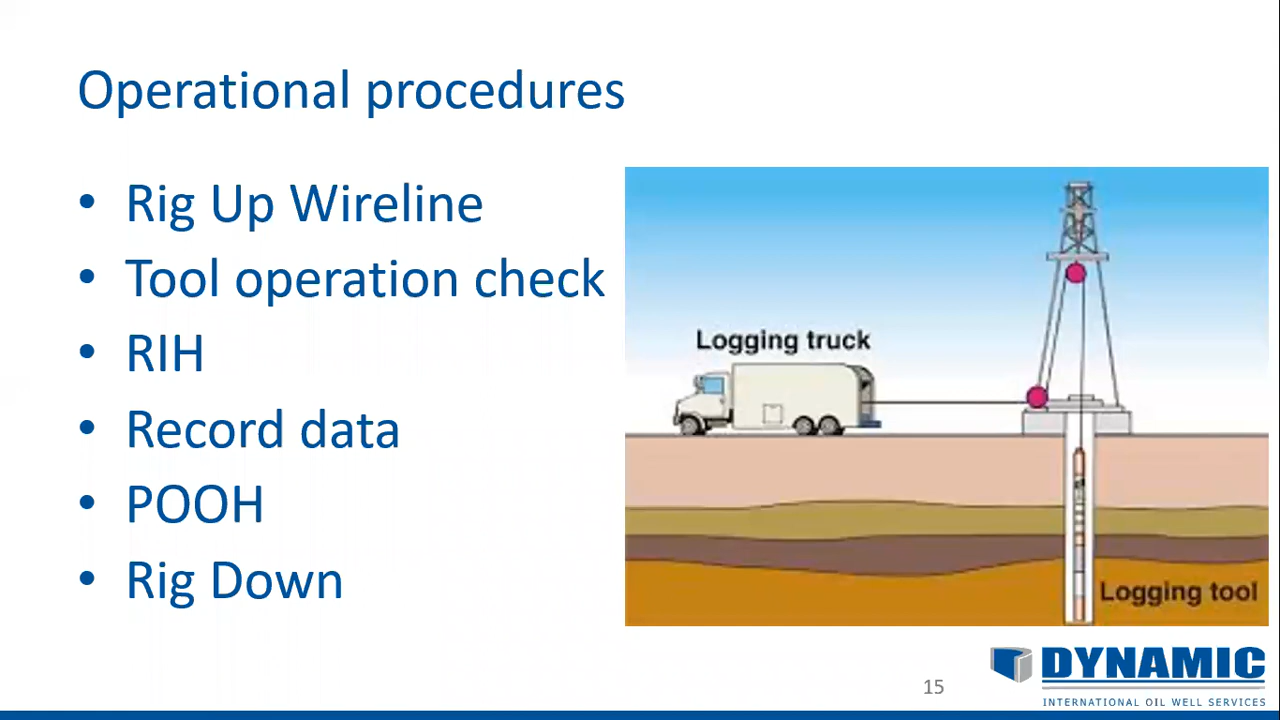 Operational procedures
• Rig Up Wireline
• Tool operation check
• RIH
• Record data
• POOH
• Rig Down
Logging truck
Logging tool
15
DYNAMIC
INTERNATIONAL OIL WELL SERVICES